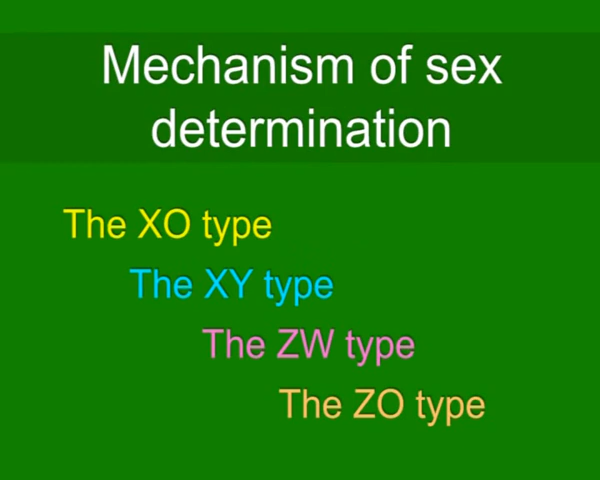 Mechanism of sex
determination
The XO type
The XY type
The ZW type
The ZO type